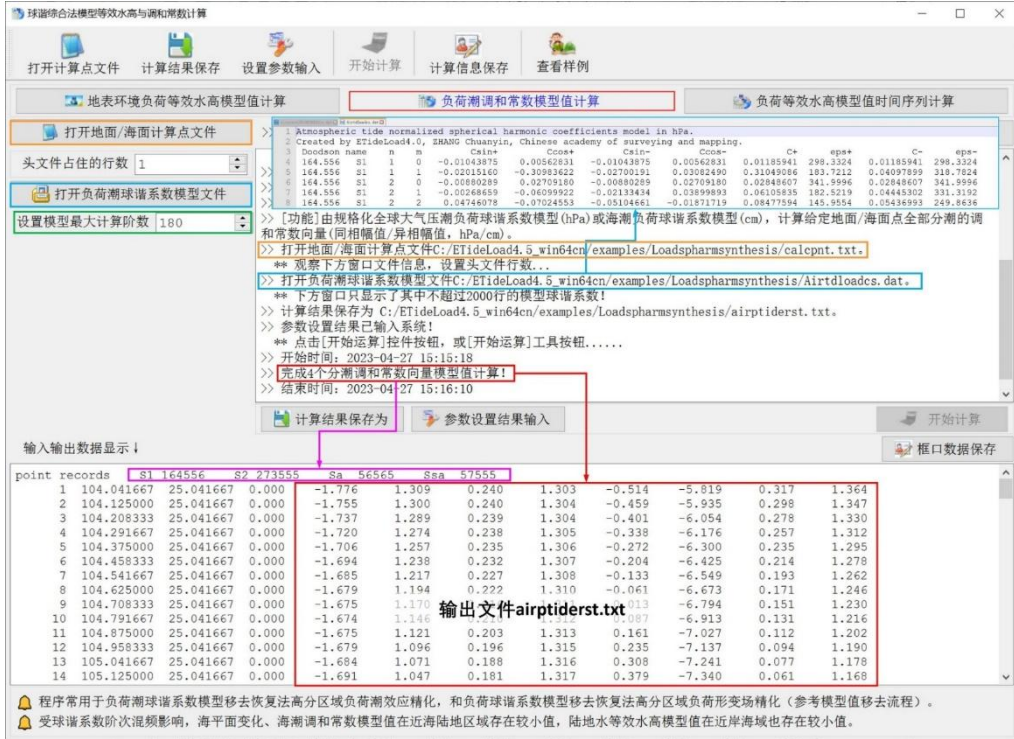 球谐综合法模型等效水高与调和常数计算
打开计算点文件 计算结果保存 设置参数输入 开始计算 计算信息保存 查看样例
地表环境负荷等效水高模型值计算 负荷潮调和常数模型值计算 负荷等效水高模型值时间序列计算
打开地面/海面计算点文件
头文件占住的行数 1
打开负荷潮球谐系数模型文件
设置模型最大计算阶数 180
1 Atmospheric tide normalized spherical harmonic coefficients model in hPa.
2 Created by ETideLoad4.0, ZHANG Chuanyin, Chinese academy of surveying and mapping.
3 Doodson name n m Csin+ Ccos+ Csin- Ccos- C+ eps+ C- eps-
4 164.556 S1 1 0 -0.01043875 0.00562831 -0.01043875 0.00562831 0.01185941 298.3324 0.01185941 298.3324
5 164.556 S1 1 1 -0.02015160 -0.30983622 -0.02700191 0.03082490 0.31049086 183.7212 0.04097899 318.7824
6 164.556 S1 2 0 -0.00880289 0.02709180 -0.00880289 0.02709180 0.02848607 341.9996 0.02848607 341.9996
7 164.556 S1 2 1 -0.00268659 -0.06099922 -0.02133434 0.03899893 0.06105835 182.5219 0.04445302 331.3192
8 164.556 S1 2 2 0.04746078 -0.07024553 -0.05104661 -0.01871719 0.08477594 145.9554 0.05436993 249.8636
>> [功能]由规格化全球大气压潮负荷球谐系数模型(hPa)或海潮负荷球谐系数模型(cm)，计算给定地面/海面点全部分潮的调
和常数向量(同相幅值/异相幅值，hPa/cm)。
>> 打开地面/海面计算点文件C:/ETideLoad4.5_win64cn/examples/Loadspharmsynthesis/calcpnt.txt。
** 观察下方窗口文件信息，设置头文件行数...
>> 打开负荷潮球谐系数模型文件C:/ETideLoad4.5_win64cn/examples/Loadspharmsynthesis/Airtdloadcs.dat。
** 下方窗口只显示了其中不超过2000行的模型球谐系数！
>> 计算结果保存为 C:/ETideLoad4.5_win64cn/examples/Loadspharmsynthesis/airptiderst.txt。
>> 参数设置结果已输入系统！
** 点击[开始运算]控件按钮，或[开始运算]工具按钮......
>> 开始时间：2023-04-27 15:15:18
>> 完成4个分潮调和常数向量模型值计算！
>> 结束时间：2023-04-27 15:16:10
计算结果保存为 参数设置结果输入 开始计算
输入输出数据显示↓ 框口数据保存
point records S1 164556 S2 273555 Sa 56565 Ssa 57555
1 104.041667 25.041667 0.000 -1.776 1.309 0.240 1.303 -0.514 -5.819 0.317 1.364
2 104.125000 25.041667 0.000 -1.755 1.300 0.240 1.304 -0.459 -5.935 0.298 1.347
3 104.208333 25.041667 0.000 -1.737 1.289 0.239 1.304 -0.401 -6.054 0.278 1.330
4 104.291667 25.041667 0.000 -1.720 1.274 0.238 1.305 -0.338 -6.176 0.257 1.312
5 104.375000 25.041667 0.000 -1.706 1.257 0.235 1.306 -0.272 -6.300 0.235 1.295
6 104.458333 25.041667 0.000 -1.694 1.238 0.232 1.307 -0.204 -6.425 0.214 1.278
7 104.541667 25.041667 0.000 -1.685 1.217 0.227 1.308 -0.133 -6.549 0.193 1.262
8 104.625000 25.041667 0.000 -1.679 1.194 0.222 1.310 -0.061 -6.673 0.171 1.246
9 104.708333 25.041667 0.000 -1.675 1.170 -6.794 0.151 1.230
输出文件airptiderst.txt
10 104.791667 25.041667 0.000 -1.674 1.146 0.087 -6.913 0.131 1.216
11 104.875000 25.041667 0.000 -1.675 1.121 0.203 1.313 0.161 -7.027 0.112 1.202
12 104.958333 25.041667 0.000 -1.679 1.096 0.196 1.315 0.235 -7.137 0.094 1.190
13 105.041667 25.041667 0.000 -1.684 1.071 0.188 1.316 0.308 -7.241 0.077 1.178
14 105.125000 25.041667 0.000 -1.691 1.047 0.181 1.317 0.379 -7.340 0.061 1.168
程序常用于负荷潮球谐系数模型移去恢复法高分区域负荷潮效应精化，和负荷球谐系数模型移去恢复法高分区域负荷形变场精化（参考模型值移去流程）。
受球谐系数阶次混频影响，海平面变化、海潮调和常数模型值在近海陆地区域存在较小值，陆地水等效水高模型值在近岸海域也存在较小值。